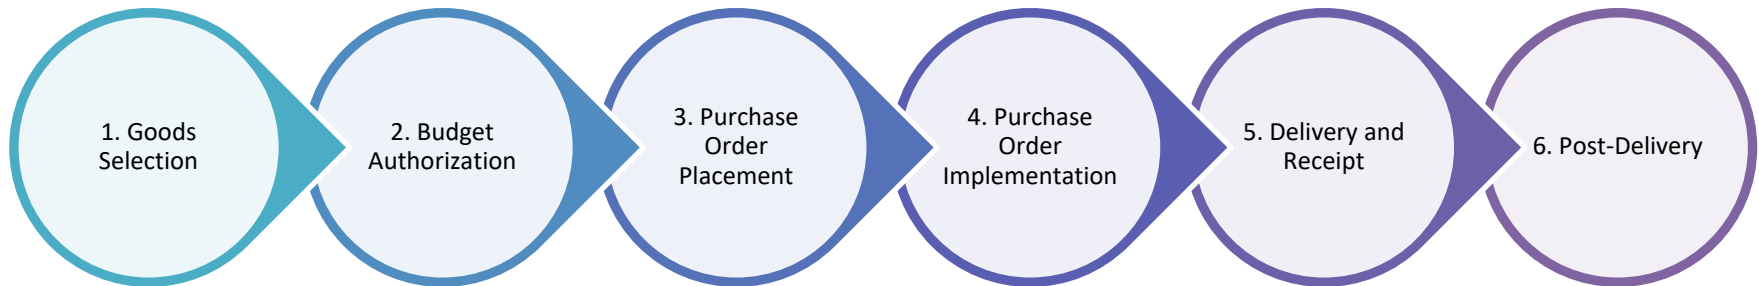 1. Goods
Selection
2. Budget
Authorization
3. Purchase
Order
Placement
4. Purchase
Order
Implementation
5. Delivery and
Receipt
6. Post-Delivery